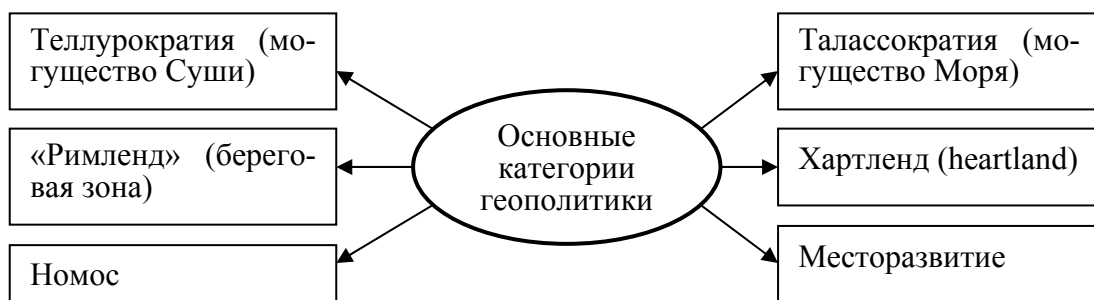 Теллурократия (мо-
гущество Суши)
Талассократия (мо-
гущество Моря)
Основные
категории
геополитики
«Римленд» (берего-
вая зона)
Хартленд (heartland)
Номос
Месторазвитие